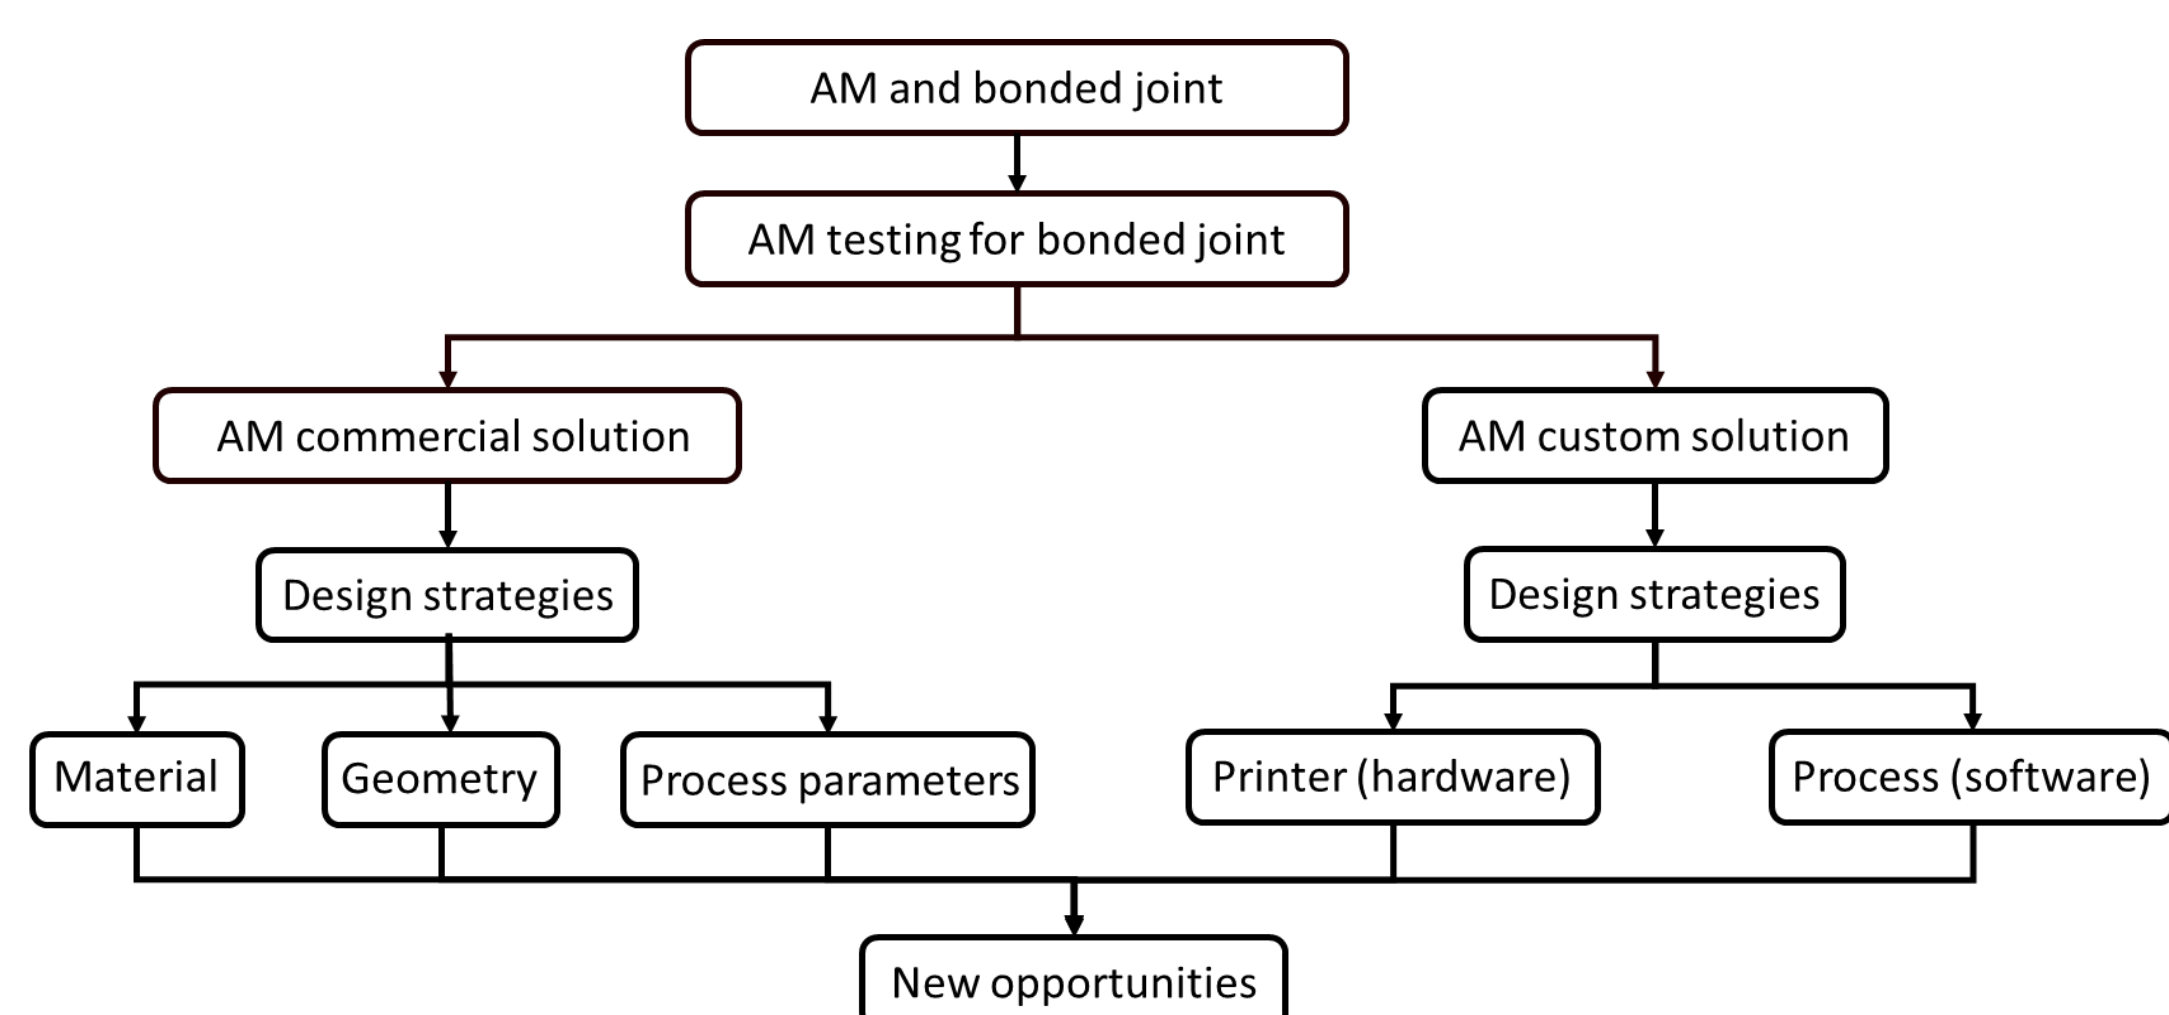 AM and bonded joint
AM testing for bonded joint
AM commercial solution
AM custom solution
Design strategies
Design strategies
Material
Geometry
Process parameters
Printer (hardware)
Process (software)
New opportunities